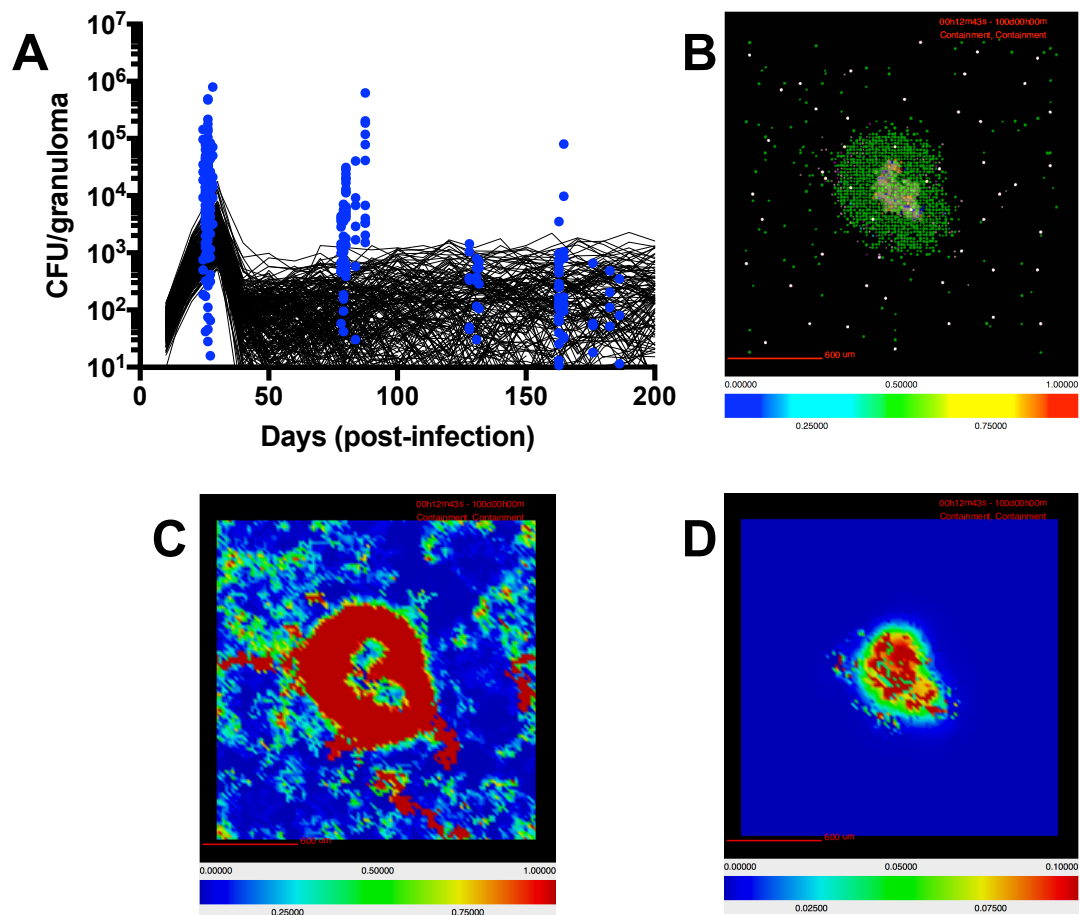 A
10⁷
10⁶
10⁵
10⁴
10³
10²
10¹
CFU/granuloma
0
50
100
150
200
Days (post-infection)
B
00h12m43s - 100d00h00m
Containment, Containment
600 um
0.00000
0.50000
1.00000
0.25000
0.75000
C
00h12m43s - 100d00h00m
Containment, Containment
600 um
0.00000
0.50000
1.00000
0.25000
0.75000
D
00h12m43s - 100d00h00m
Containment, Containment
600 um
0.00000
0.05000
0.10000
0.02500
0.07500